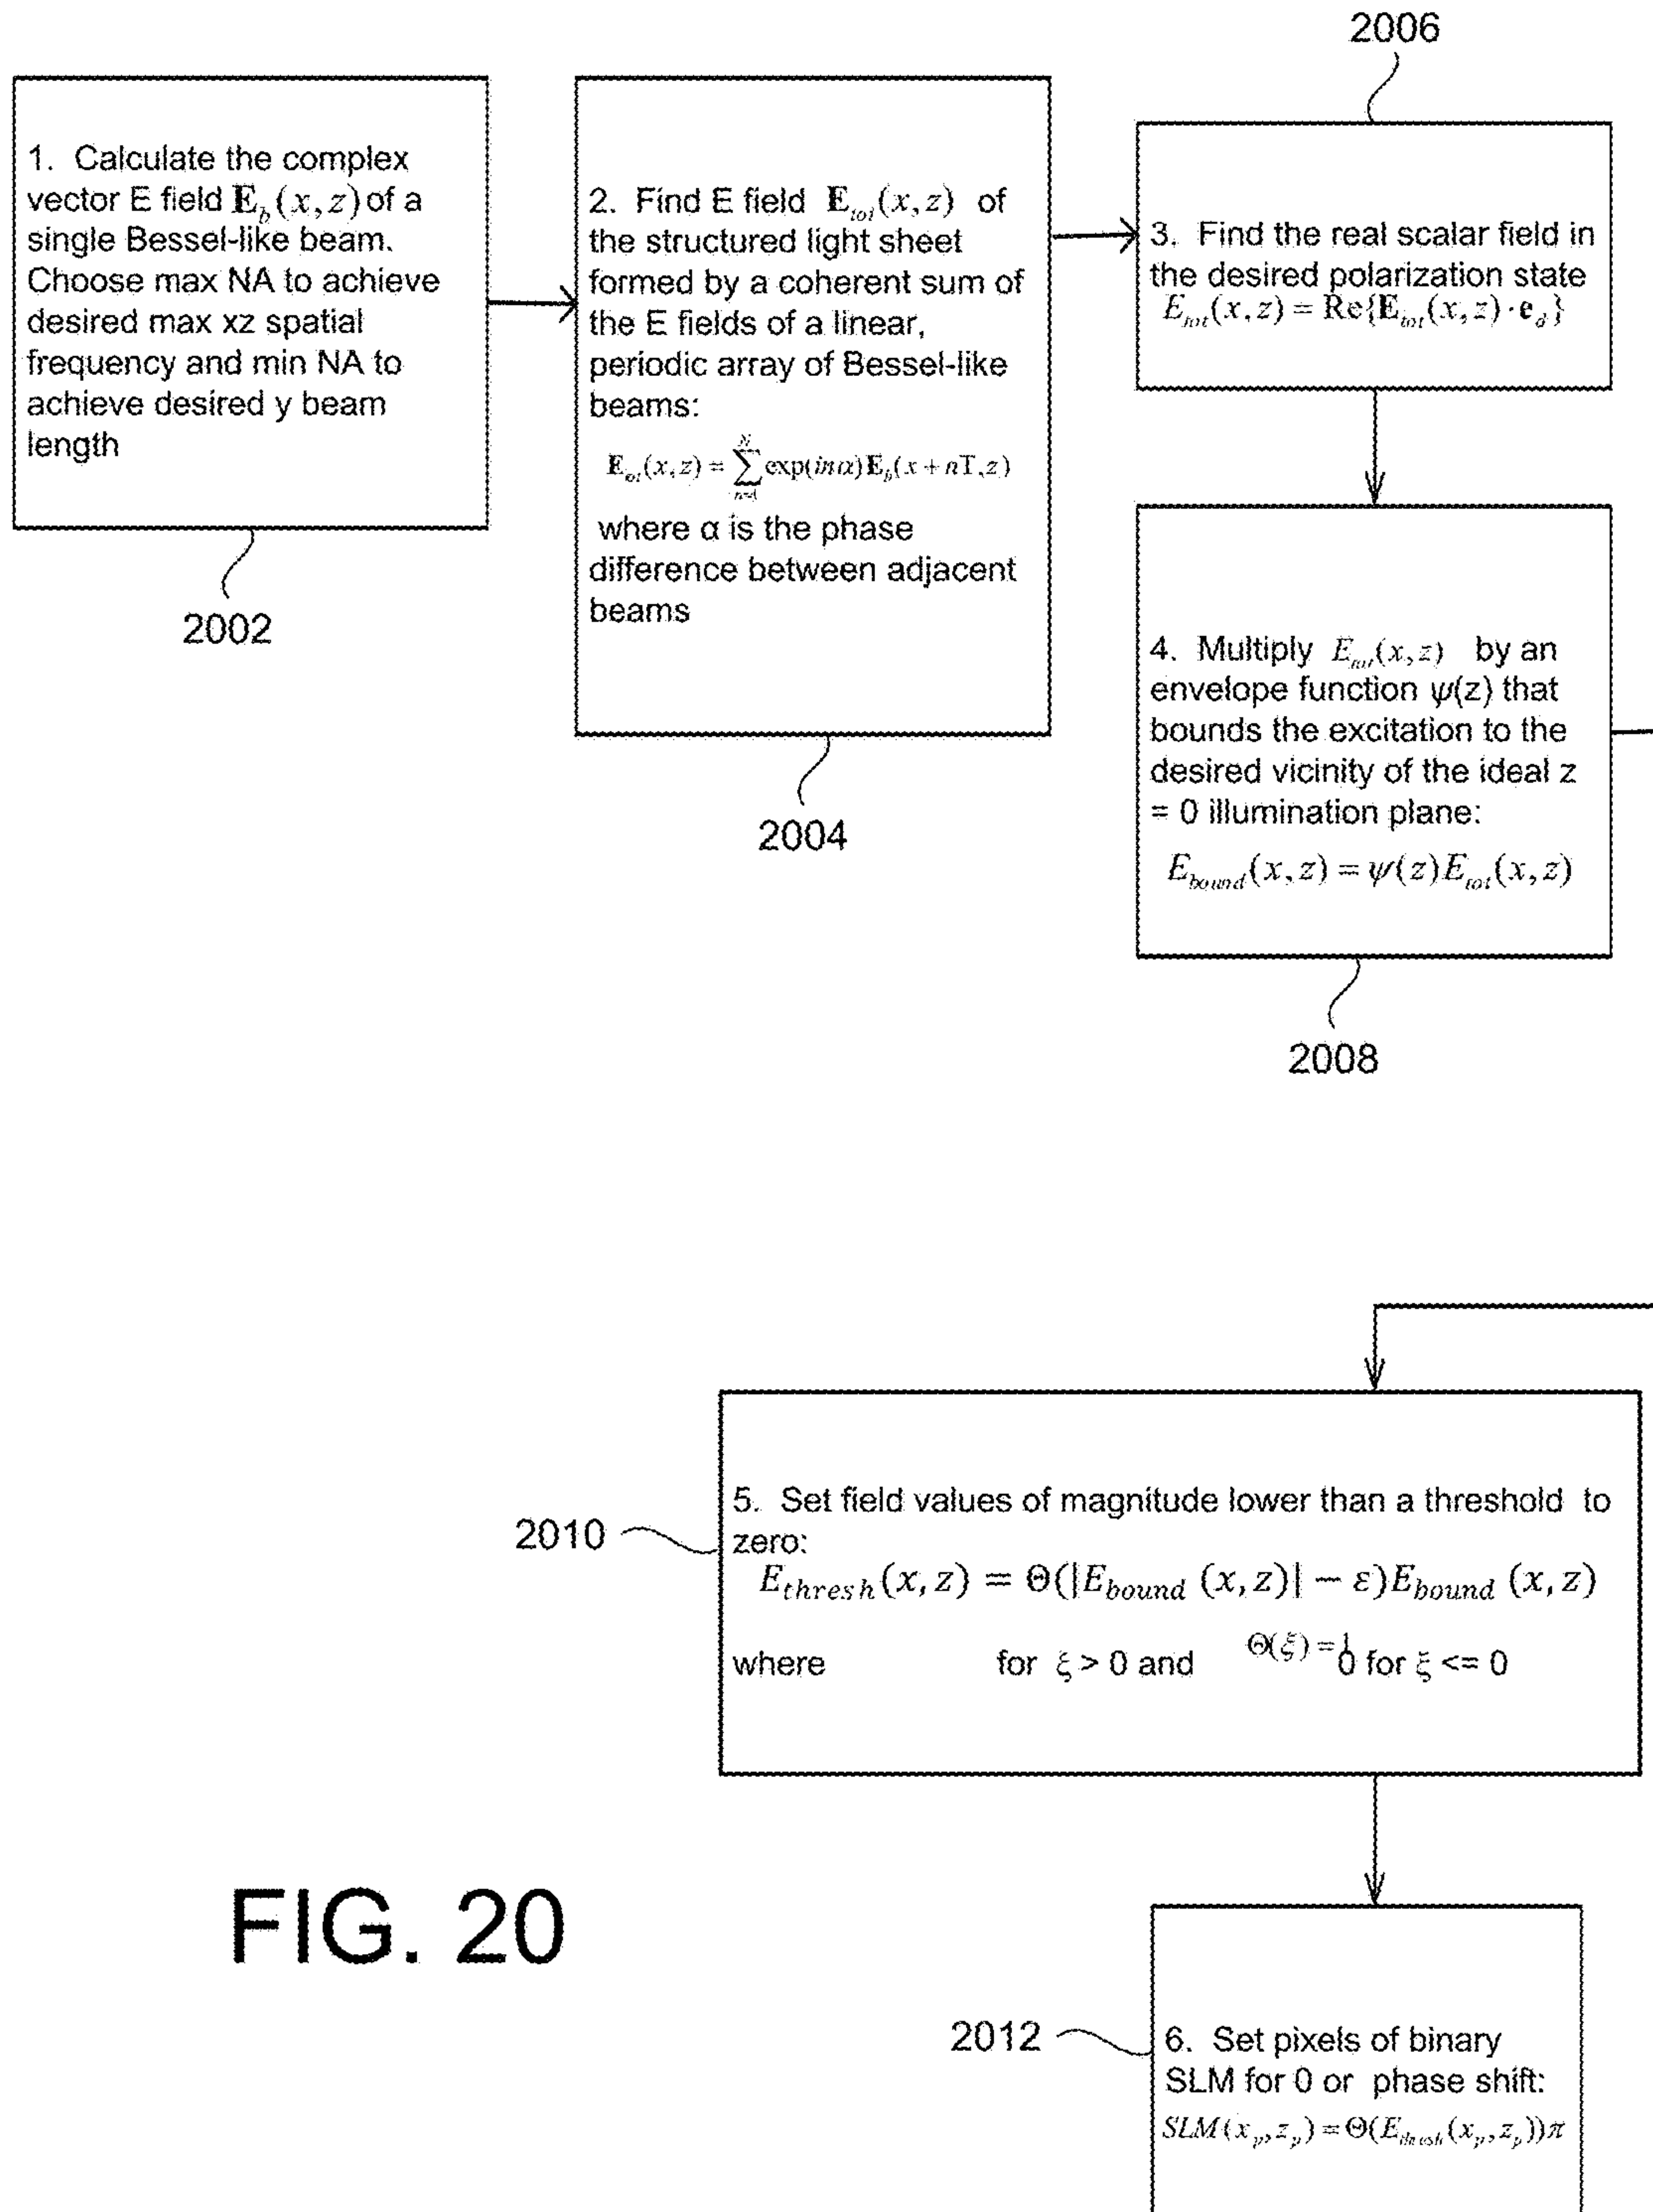 2006
1. Calculate the complex
vector E field E_b(x,z) of a
single Bessel-like beam.
Choose max NA to achieve
desired max xz spatial
frequency and min NA to
achieve desired y beam
length
2002
2. Find E field E_tot(x,z) of
the structured light sheet
formed by a coherent sum of
the E fields of a linear,
periodic array of Bessel-like
beams:
E_tot(x,z) = ∑ exp(inα)E_b(x+nT,z)
where α is the phase
difference between adjacent
beams
2004
3. Find the real scalar field in
the desired polarization state
E_tot(x,z) = Re{E_tot(x,z)·e_d}
4. Multiply E_tot(x,z) by an
envelope function ψ(z) that
bounds the excitation to the
desired vicinity of the ideal z
= 0 illumination plane:
E_bound(x,z) = ψ(z)E_tot(x,z)
2008
5. Set field values of magnitude lower than a threshold to
zero:
E_thresh(x,z) = Θ(|E_bound (x,z)| − ε)E_bound (x,z)
where for ξ > 0 and Θ(ξ) = 1 0 for ξ <= 0
2010
6. Set pixels of binary
SLM for 0 or phase shift:
SLM(x_p,z_p) = Θ(E_thresh(x_p,z_p))π
2012
FIG. 20